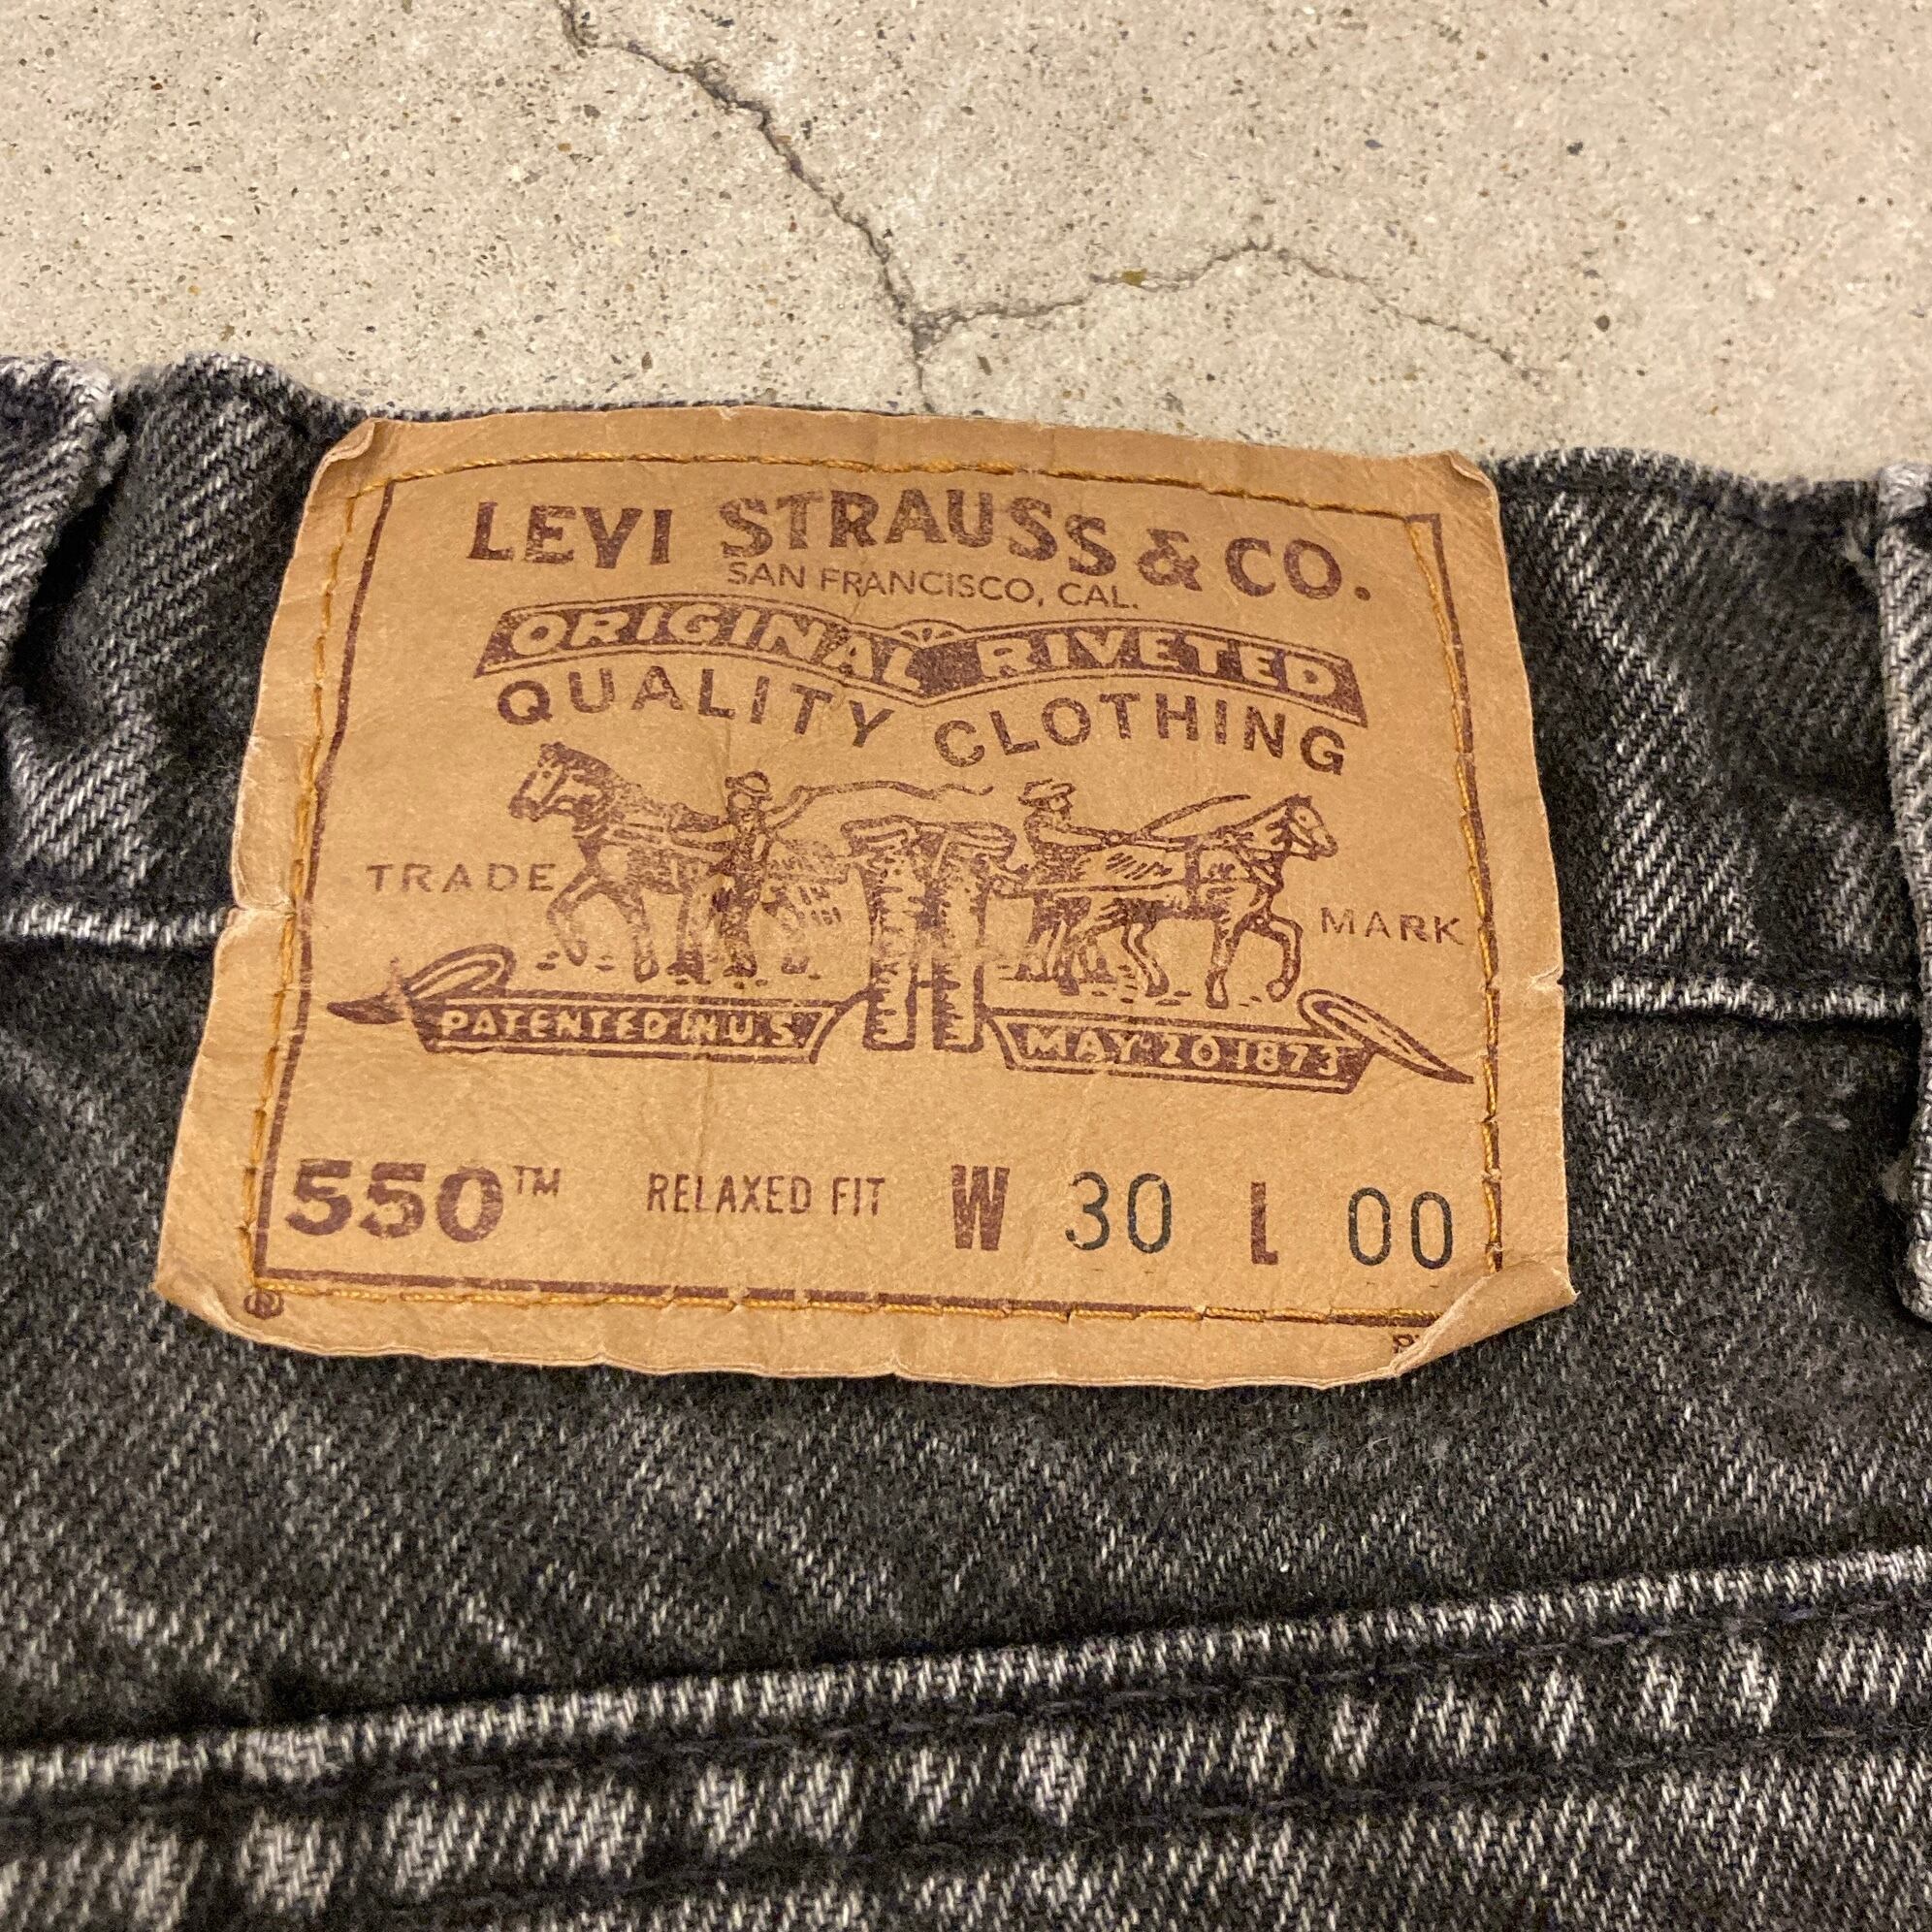 LEVI STRAUSS & CO.
SAN FRANCISCO, CAL.
ORIGINAL RIVETED
QUALITY CLOTHING
TRADE MARK
PATENTED IN U.S. MAY 20 1873
550™ RELAXED FIT W 30 L 00
®